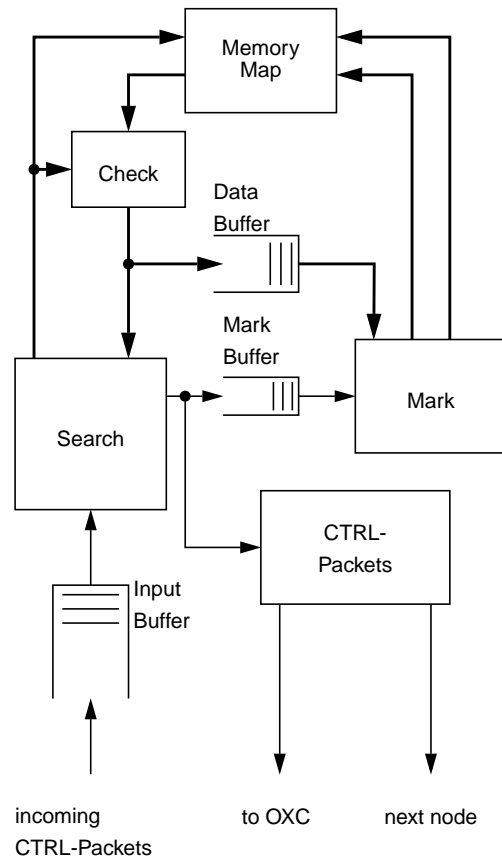 Memory
Map
Check
Data
Buffer
Mark
Buffer
Mark
Search
CTRL-
Packets
Input
Buffer
incoming
CTRL-Packets
to OXC
next node